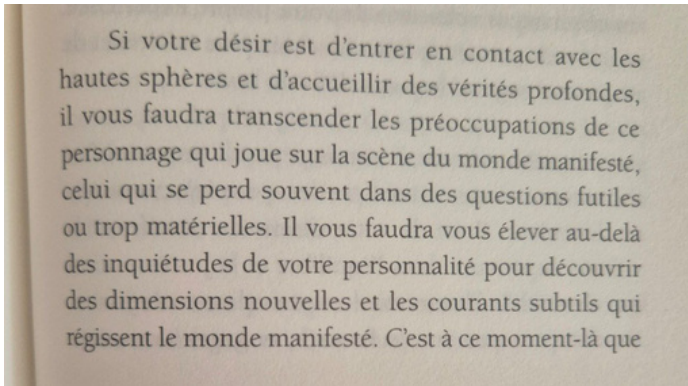 Si votre désir est d'entrer en contact avec les
hautes sphères et d'accueillir des vérités profondes,
il vous faudra transcender les préoccupations de ce
personnage qui joue sur la scène du monde manifesté,
celui qui se perd souvent dans des questions futiles
ou trop matérielles. Il vous faudra vous élever au-delà
des inquiétudes de votre personnalité pour découvrir
des dimensions nouvelles et les courants subtils qui
régissent le monde manifesté. C'est à ce moment-là que